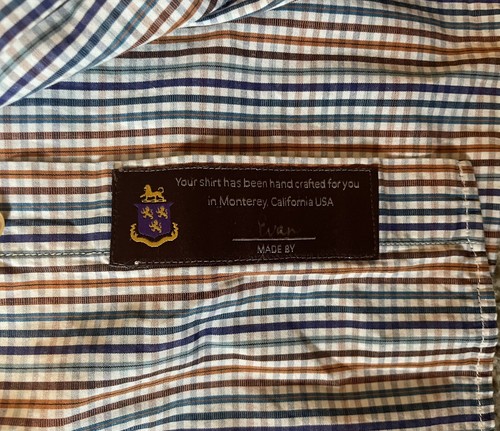 Your shirt has been hand crafted for you
in Monterey, California USA
MADE BY